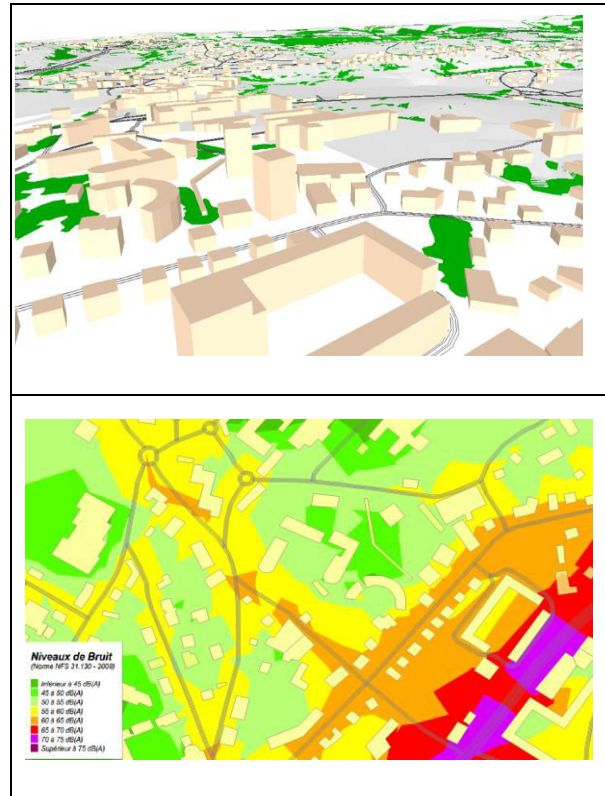 Niveaux de Bruit
(Norme NFS 31.130 - 2008)
Inférieur à 45 dB(A)
45 à 50 dB(A)
50 à 55 dB(A)
55 à 60 dB(A)
60 à 65 dB(A)
65 à 70 dB(A)
70 à 75 dB(A)
Supérieur à 75 dB(A)